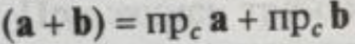 (a + b) = пр_c a + пр_c b